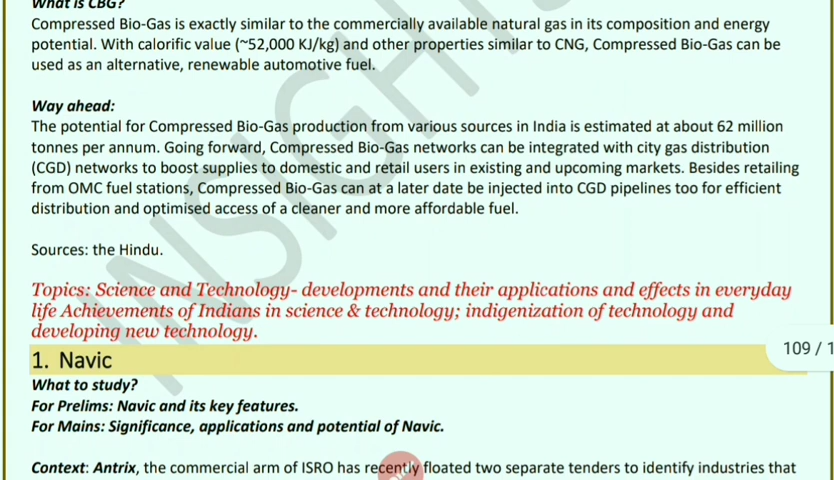 What is CBG?
Compressed Bio-Gas is exactly similar to the commercially available natural gas in its composition and energy
potential. With calorific value (~52,000 KJ/kg) and other properties similar to CNG, Compressed Bio-Gas can be
used as an alternative, renewable automotive fuel.
Way ahead:
The potential for Compressed Bio-Gas production from various sources in India is estimated at about 62 million
tonnes per annum. Going forward, Compressed Bio-Gas networks can be integrated with city gas distribution
(CGD) networks to boost supplies to domestic and retail users in existing and upcoming markets. Besides retailing
from OMC fuel stations, Compressed Bio-Gas can at a later date be injected into CGD pipelines too for efficient
distribution and optimised access of a cleaner and more affordable fuel.
Sources: the Hindu.
Topics: Science and Technology- developments and their applications and effects in everyday
life Achievements of Indians in science & technology; indigenization of technology and
developing new technology.
109 / 1
1. Navic
What to study?
For Prelims: Navic and its key features.
For Mains: Significance, applications and potential of Navic.
Context: Antrix, the commercial arm of ISRO has recently floated two separate tenders to identify industries that
INSIGHTS